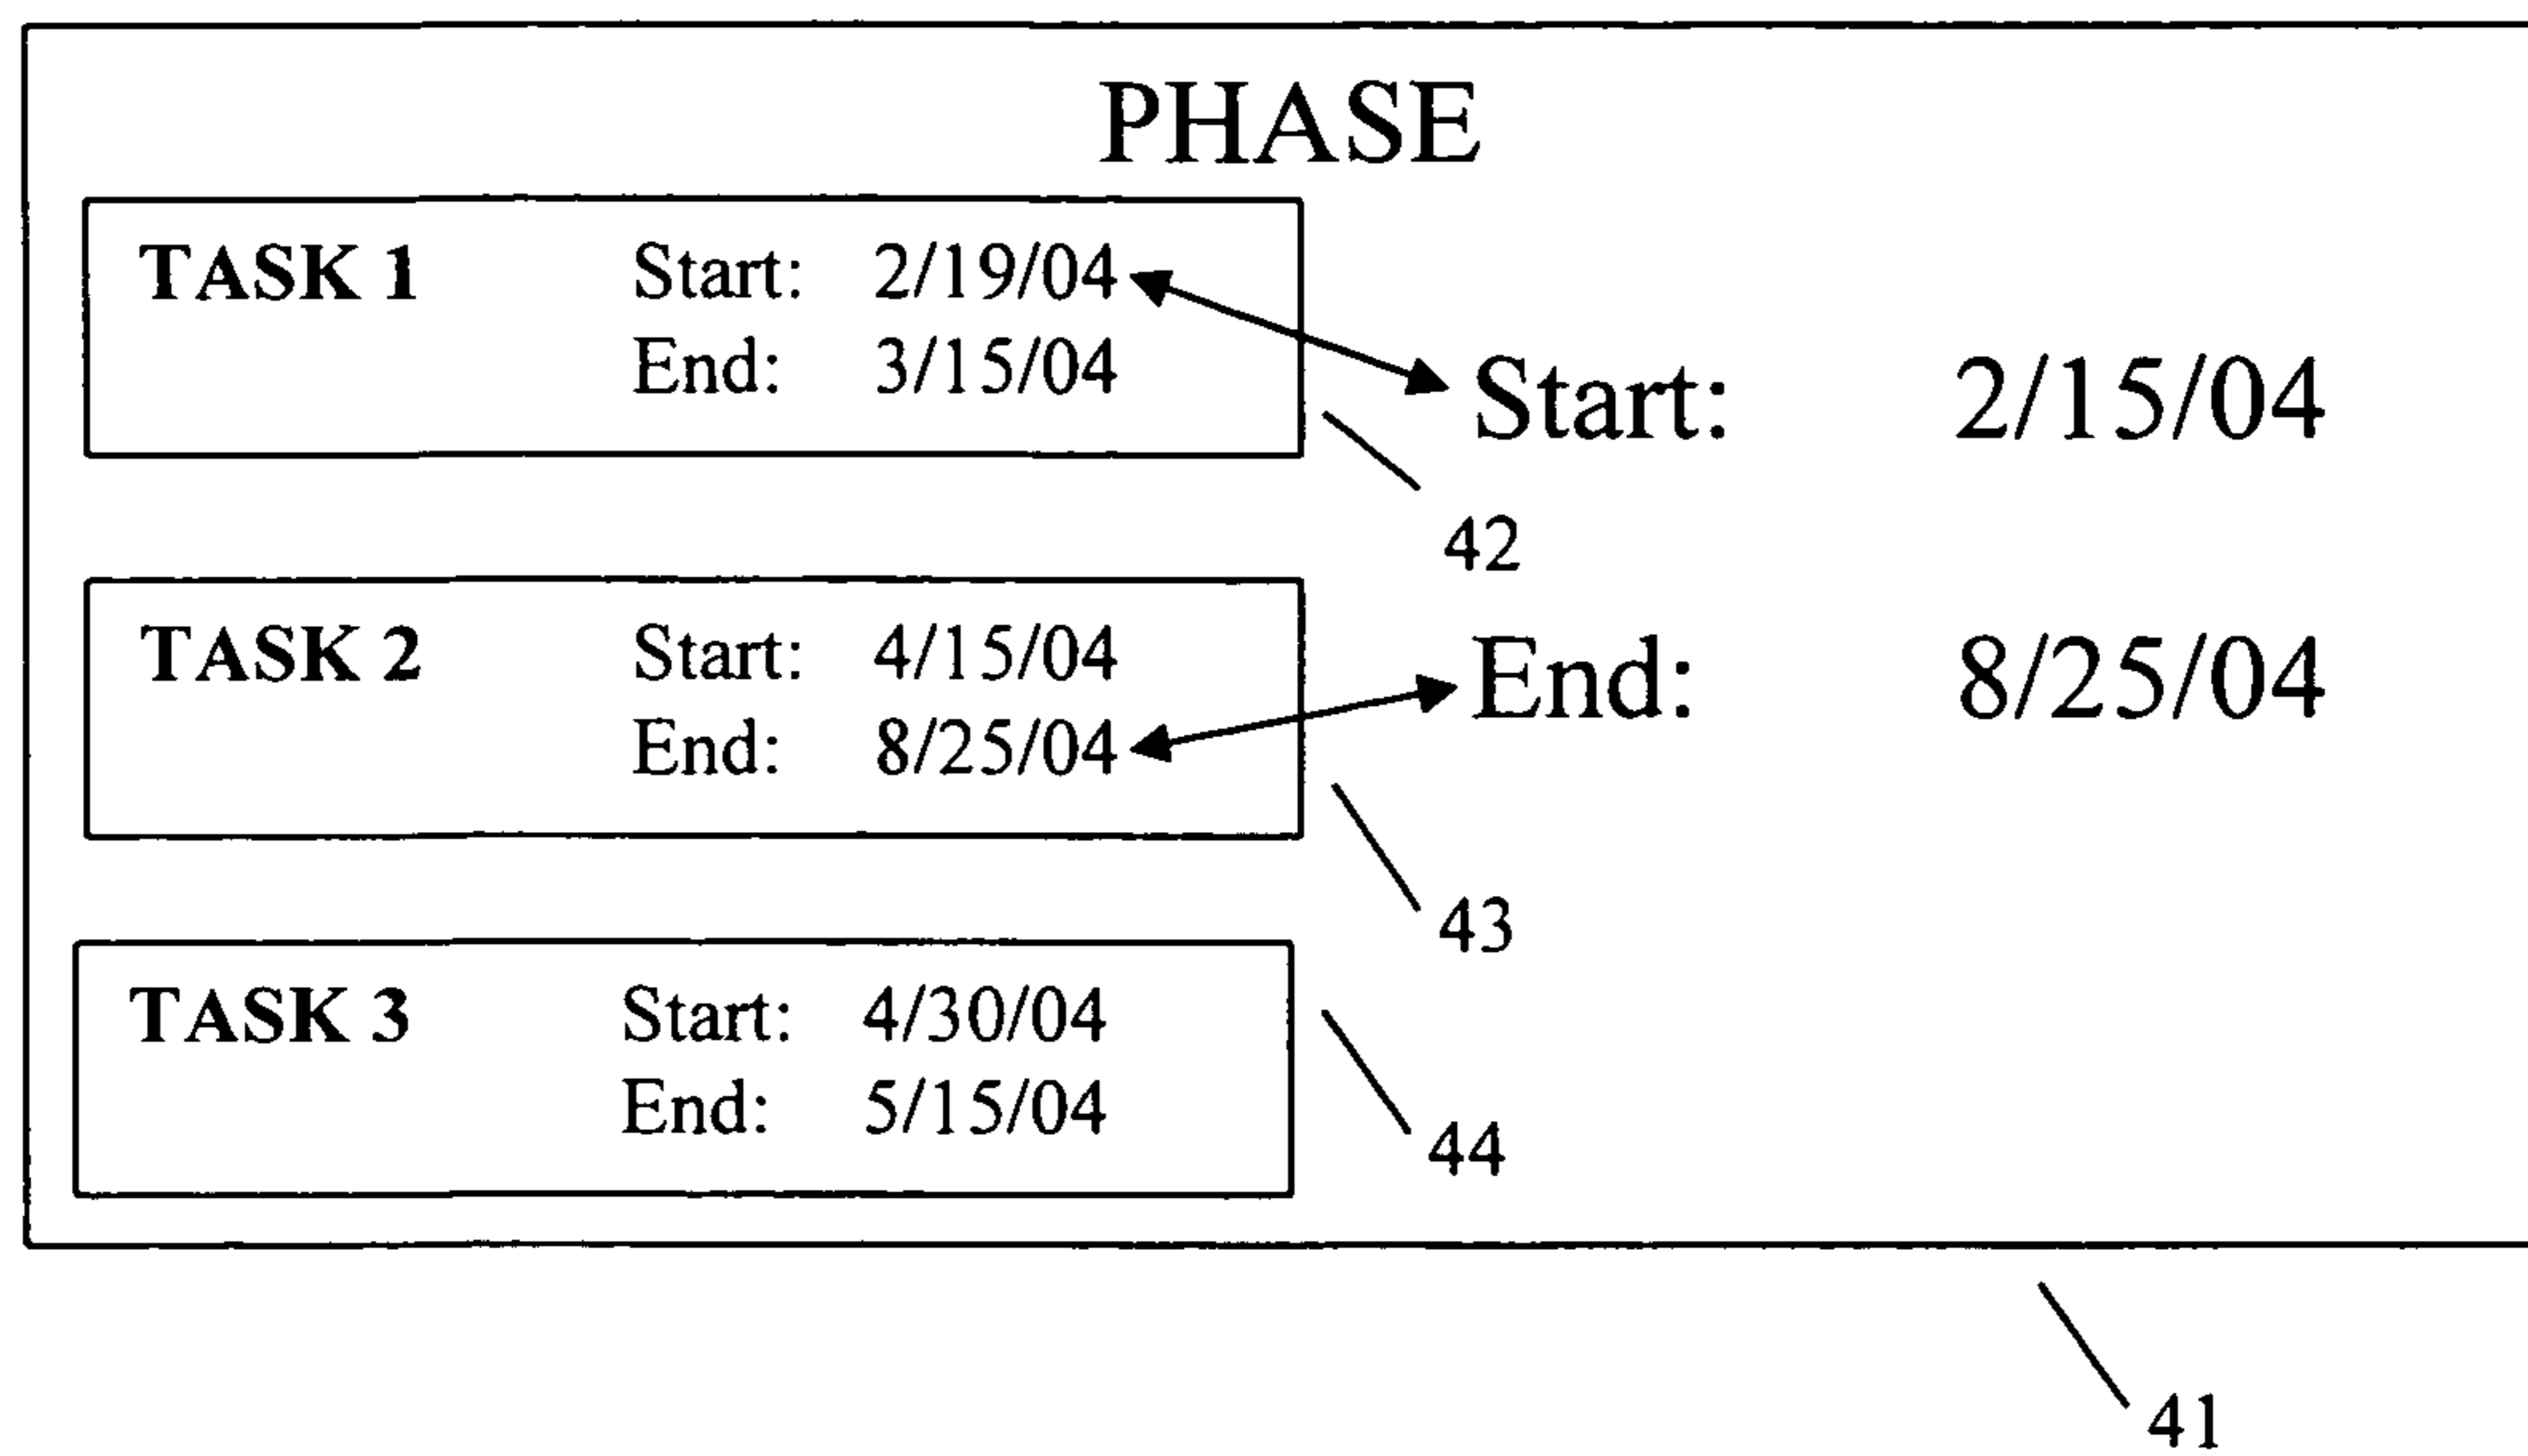 PHASE
TASK 1 Start: 2/19/04
End: 3/15/04
Start: 2/15/04
42
TASK 2 Start: 4/15/04
End: 8/25/04
End: 8/25/04
43
TASK 3 Start: 4/30/04
End: 5/15/04
44
41